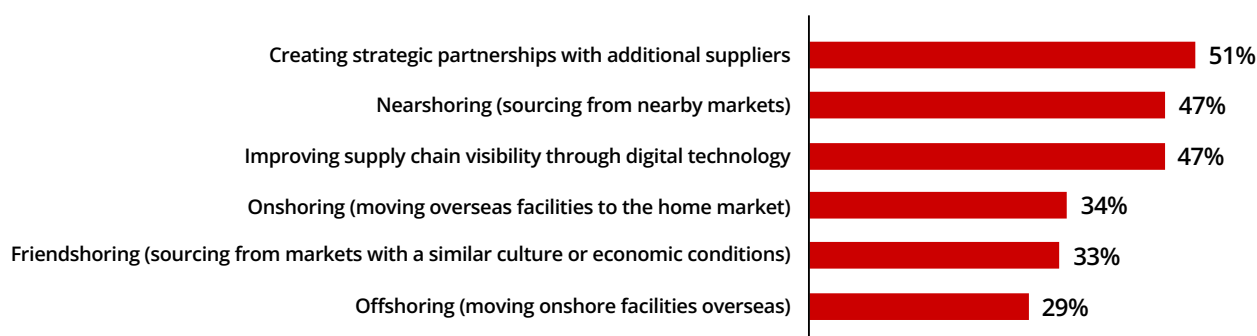 Creating strategic partnerships with additional suppliers 51%
Nearshoring (sourcing from nearby markets) 47%
Improving supply chain visibility through digital technology 47%
Onshoring (moving overseas facilities to the home market) 34%
Friendshoring (sourcing from markets with a similar culture or economic conditions) 33%
Offshoring (moving onshore facilities overseas) 29%